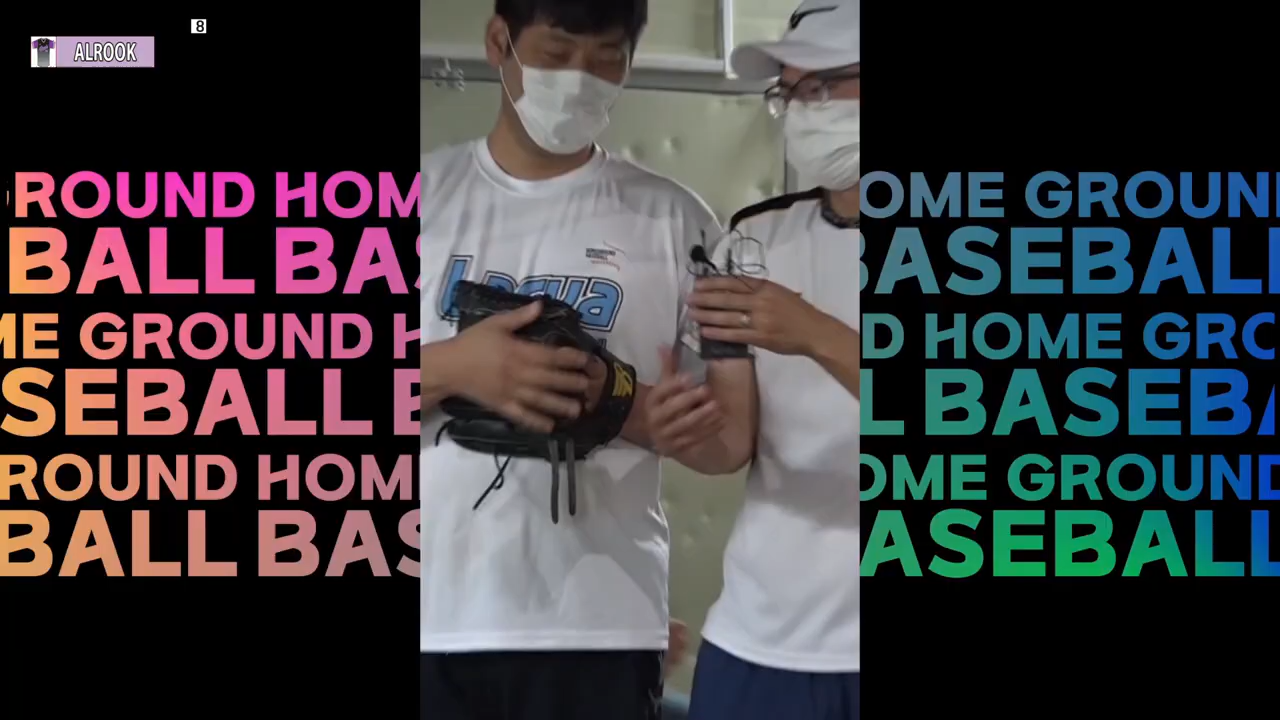 8
ALROOK
ROUND HOM
BALL BAS
ME GROUND H
SEBALL B
ROUND HOM
BALL BAS
OME GROUND
BASEBALL
D HOME GRO
L BASEBA
OME GROUND
ASEBALL